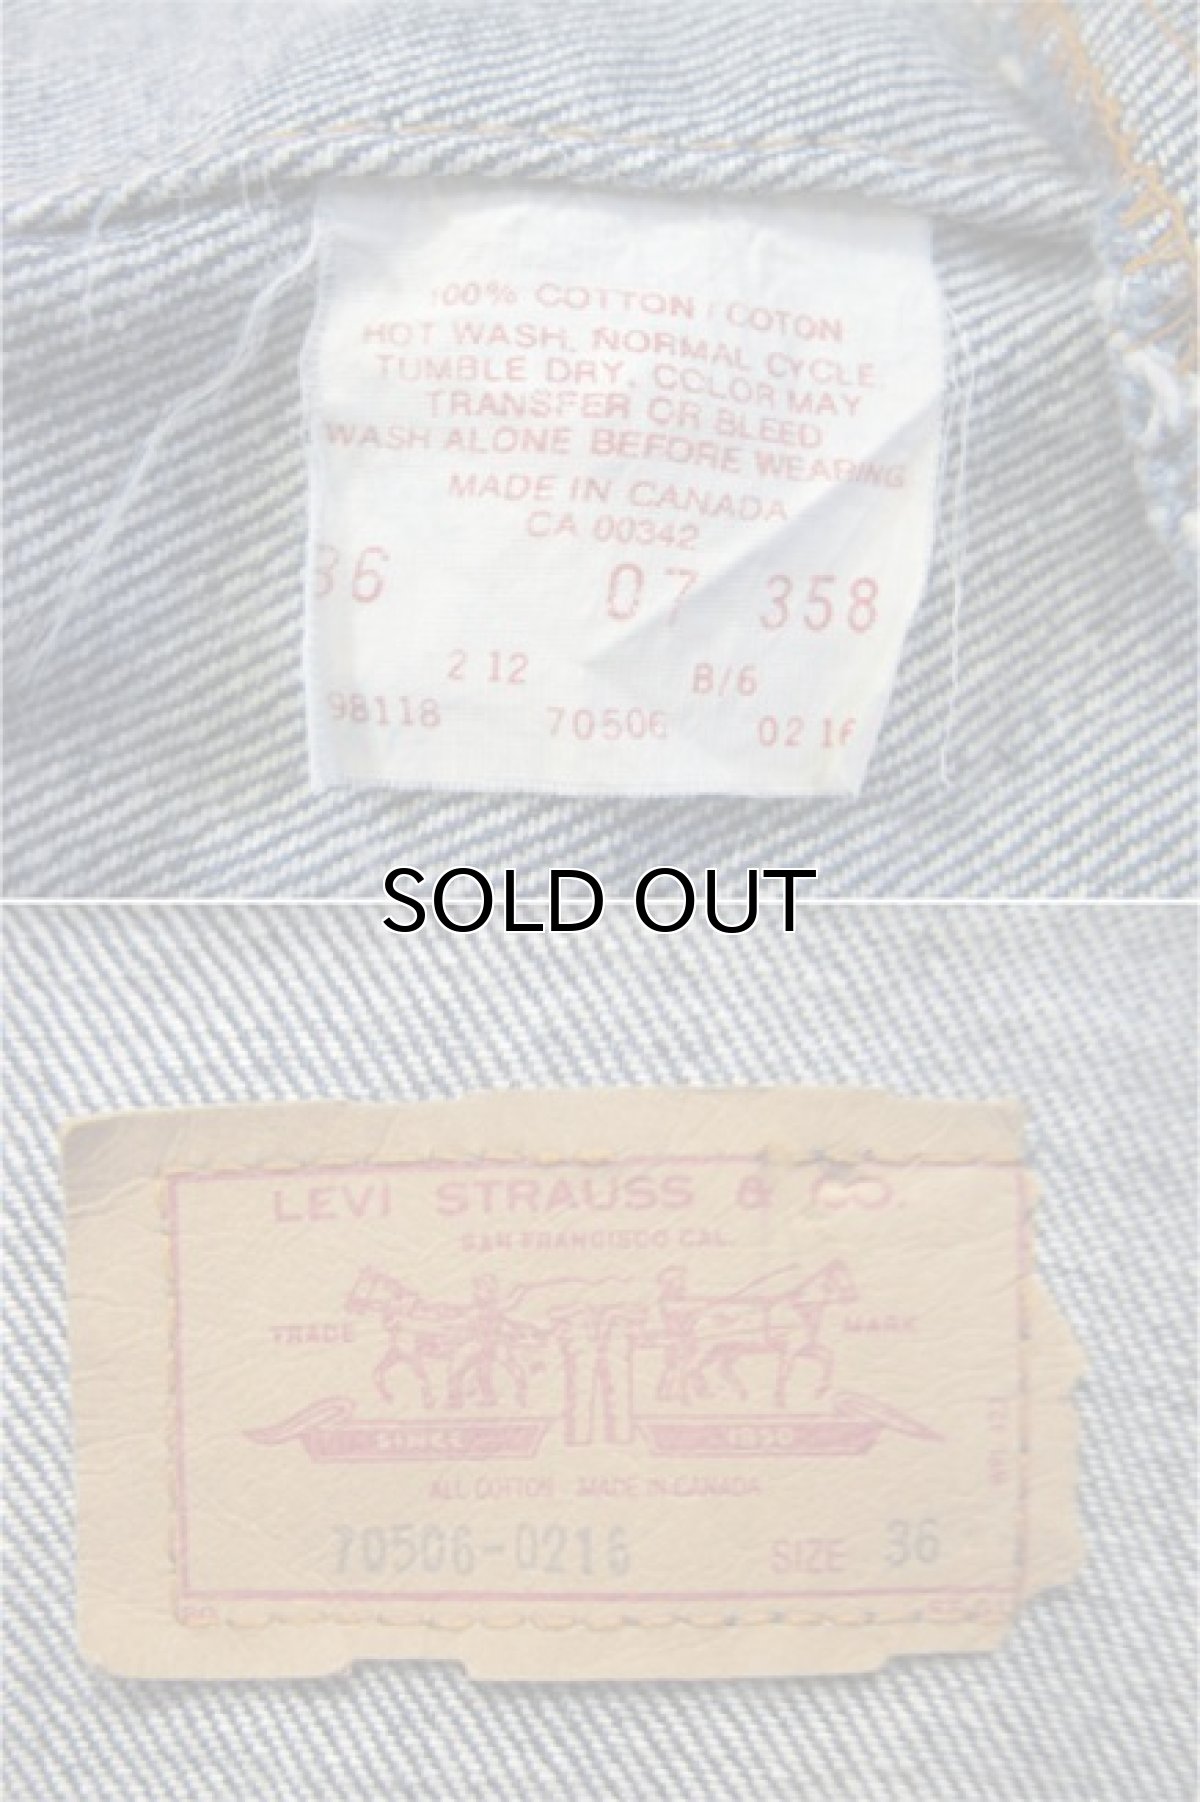 100% COTTON / COTON
HOT WASH, NORMAL CYCLE,
TUMBLE DRY, COLOR MAY
TRANSFER OR BLEED
WASH ALONE BEFORE WEARING
MADE IN CANADA
CA 00342
36 07 358
2 12 B/6
98118 70506 02 16
SOLD OUT
LEVI STRAUSS & CO.
SAN FRANCISCO CAL.
TRADE MARK
SINCE 1850
ALL COTTON MADE IN CANADA
70506-0216 SIZE 36